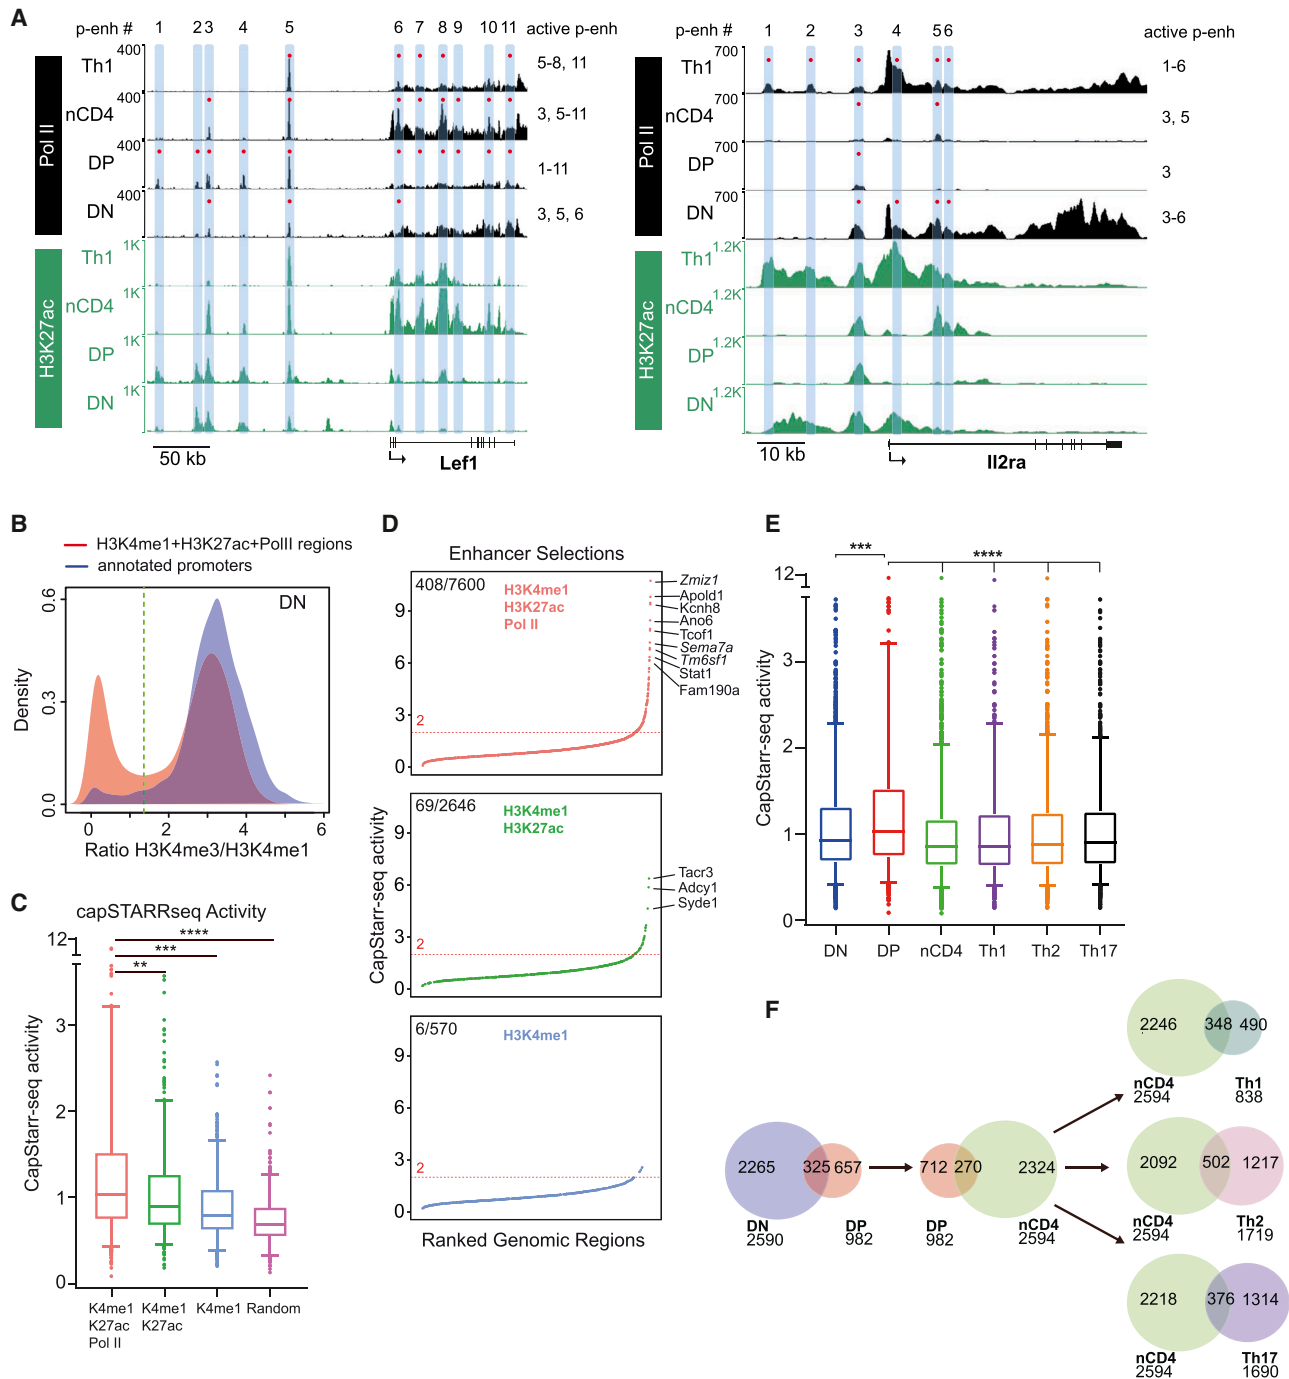 A
p-enh #
1
2
3
4
5
6
7
8
9
10
11
active p-enh
Pol II
400
Th1
5-8, 11
400
nCD4
3, 5-11
400
DP
1-11
400
DN
3, 5, 6
H3K27ac
1K
Th1
1K
nCD4
1K
DP
1K
DN
50 kb
Lef1
p-enh #
1
2
3
4
5
6
active p-enh
Pol II
700
Th1
1-6
700
nCD4
3, 5
700
DP
3
700
DN
3-6
H3K27ac
1.2K
Th1
1.2K
nCD4
1.2K
DP
1.2K
DN
10 kb
Il2ra
B
H3K4me1+H3K27ac+PolII regions
annotated promoters
DN
Density
0.6
0.3
0.0
0
2
4
6
Ratio H3K4me3/H3K4me1
C
capSTARRseq Activity
****
***
**
CapStarr-seq activity
12
3
2
1
0
K4me1
K27ac
Pol II
K4me1
K27ac
K4me1
Random
D
Enhancer Selections
CapStarr-seq activity
408/7600
H3K4me1
H3K27ac
Pol II
9
6
3
0
2
Zmiz1
Apold1
Kcnh8
Ano6
Tcof1
Sema7a
Tm6sf1
Stat1
Fam190a
69/2646
H3K4me1
H3K27ac
9
6
3
0
2
Tacr3
Adcy1
Syde1
6/570
H3K4me1
9
6
3
0
2
Ranked Genomic Regions
E
***
****
CapStarr-seq activity
12
3
2
1
0
DN
DP
nCD4
Th1
Th2
Th17
F
2265
325
657
DN
2590
DP
982
712
270
2324
DP
982
nCD4
2594
2246
348
490
nCD4
2594
Th1
838
2092
502
1217
nCD4
2594
Th2
1719
2218
376
1314
nCD4
2594
Th17
1690